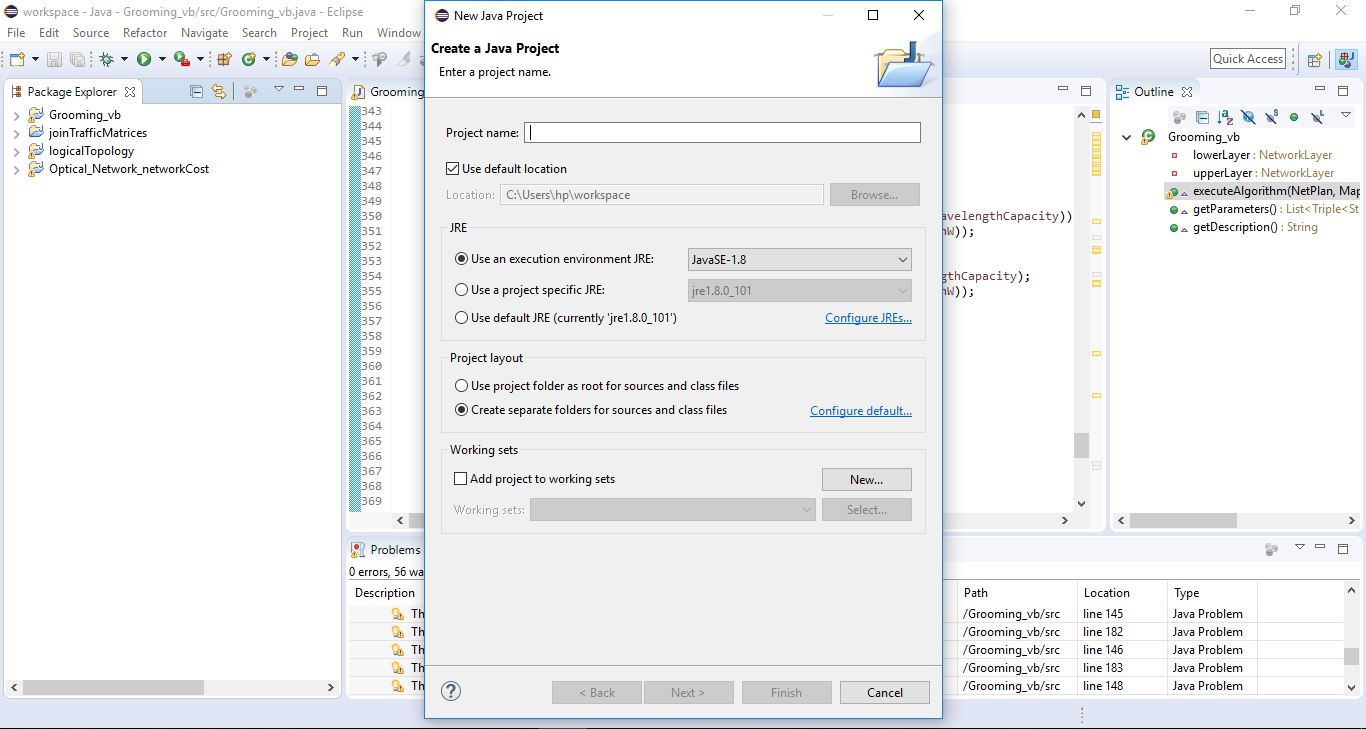 workspace - Java - Grooming_vb/src/Grooming_vb.java - Eclipse
File Edit Source Refactor Navigate Search Project Run Window
Quick Access
Package Explorer
Grooming_vb
joinTrafficMatrices
logicalTopology
Optical_Network_networkCost
Grooming
343
344
345
346
347
348
349
350
351
352
353
354
355
356
357
358
359
360
361
362
363
364
365
366
367
368
369
avelengthCapacity))
nW));
gthCapacity);
nW));
New Java Project
Create a Java Project
Enter a project name.
Project name:
Use default location
Location: C:\Users\hp\workspace Browse...
JRE
Use an execution environment JRE: JavaSE-1.8
Use a project specific JRE: jre1.8.0_101
Use default JRE (currently 'jre1.8.0_101') Configure JREs...
Project layout
Use project folder as root for sources and class files
Create separate folders for sources and class files Configure default...
Working sets
Add project to working sets New...
Working sets: Select...
< Back Next > Finish Cancel
Outline
Grooming_vb
lowerLayer : NetworkLayer
upperLayer : NetworkLayer
executeAlgorithm(NetPlan, Map
getParameters() : List<Triple<St
getDescription() : String
Problems
0 errors, 56 wa
Description Path Location Type
Th /Grooming_vb/src line 145 Java Problem
Th /Grooming_vb/src line 182 Java Problem
Th /Grooming_vb/src line 146 Java Problem
Th /Grooming_vb/src line 183 Java Problem
Th /Grooming_vb/src line 148 Java Problem